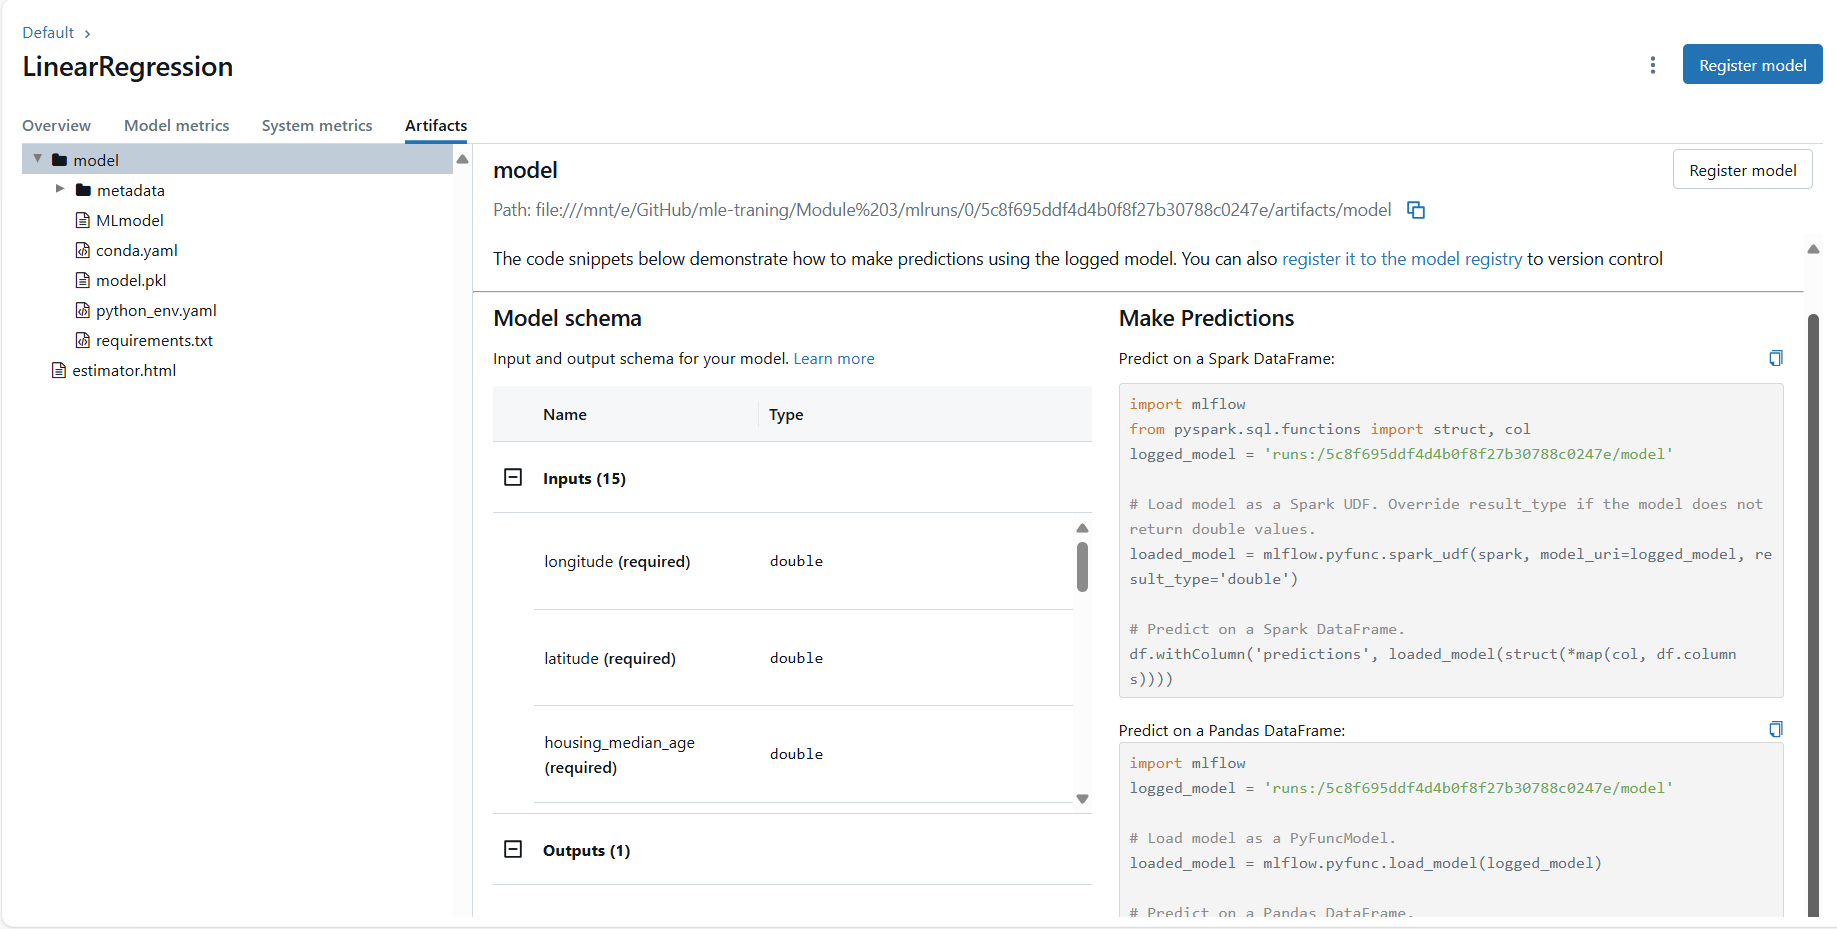 Default
LinearRegression
Register model
Overview Model metrics System metrics Artifacts
model
metadata
MLmodel
conda.yaml
model.pkl
python_env.yaml
requirements.txt
estimator.html
model
Register model
Path: file:///mnt/e/GitHub/mle-traning/Module%203/mlruns/0/5c8f695ddf4d4b0f8f27b30788c0247e/artifacts/model
The code snippets below demonstrate how to make predictions using the logged model. You can also register it to the model registry to version control
Model schema
Input and output schema for your model. Learn more
Name Type
Inputs (15)
longitude (required) double
latitude (required) double
housing_median_age
(required)
double
Outputs (1)
Make Predictions
Predict on a Spark DataFrame:
import mlflow
from pyspark.sql.functions import struct, col
logged_model = 'runs:/5c8f695ddf4d4b0f8f27b30788c0247e/model'
# Load model as a Spark UDF. Override result_type if the model does not
return double values.
loaded_model = mlflow.pyfunc.spark_udf(spark, model_uri=logged_model, re
sult_type='double')
# Predict on a Spark DataFrame.
df.withColumn('predictions', loaded_model(struct(*map(col, df.column
s))))
Predict on a Pandas DataFrame:
import mlflow
logged_model = 'runs:/5c8f695ddf4d4b0f8f27b30788c0247e/model'
# Load model as a PyFuncModel.
loaded_model = mlflow.pyfunc.load_model(logged_model)
# Predict on a Pandas DataFrame.